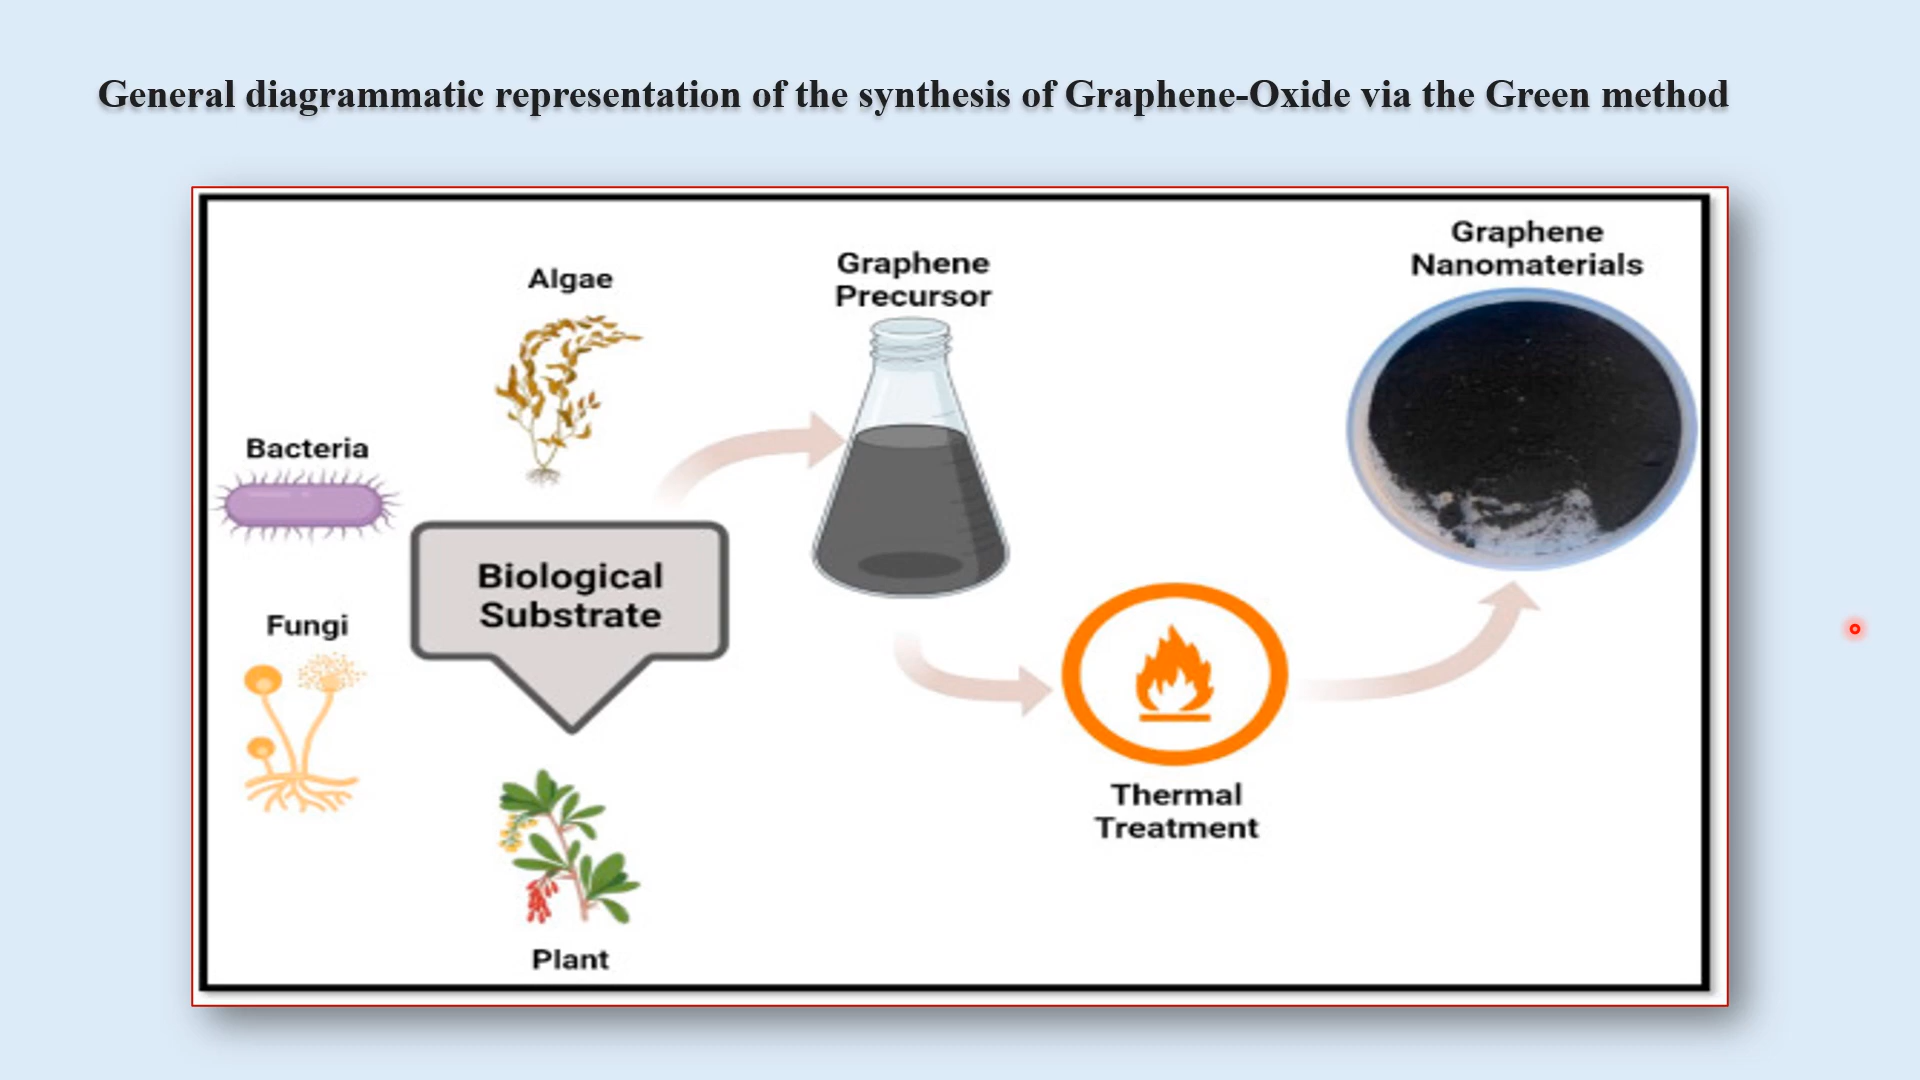 General diagrammatic representation of the synthesis of Graphene-Oxide via the Green method
Algae
Bacteria
Fungi
Biological
Substrate
Plant
Graphene
Precursor
Thermal
Treatment
Graphene
Nanomaterials